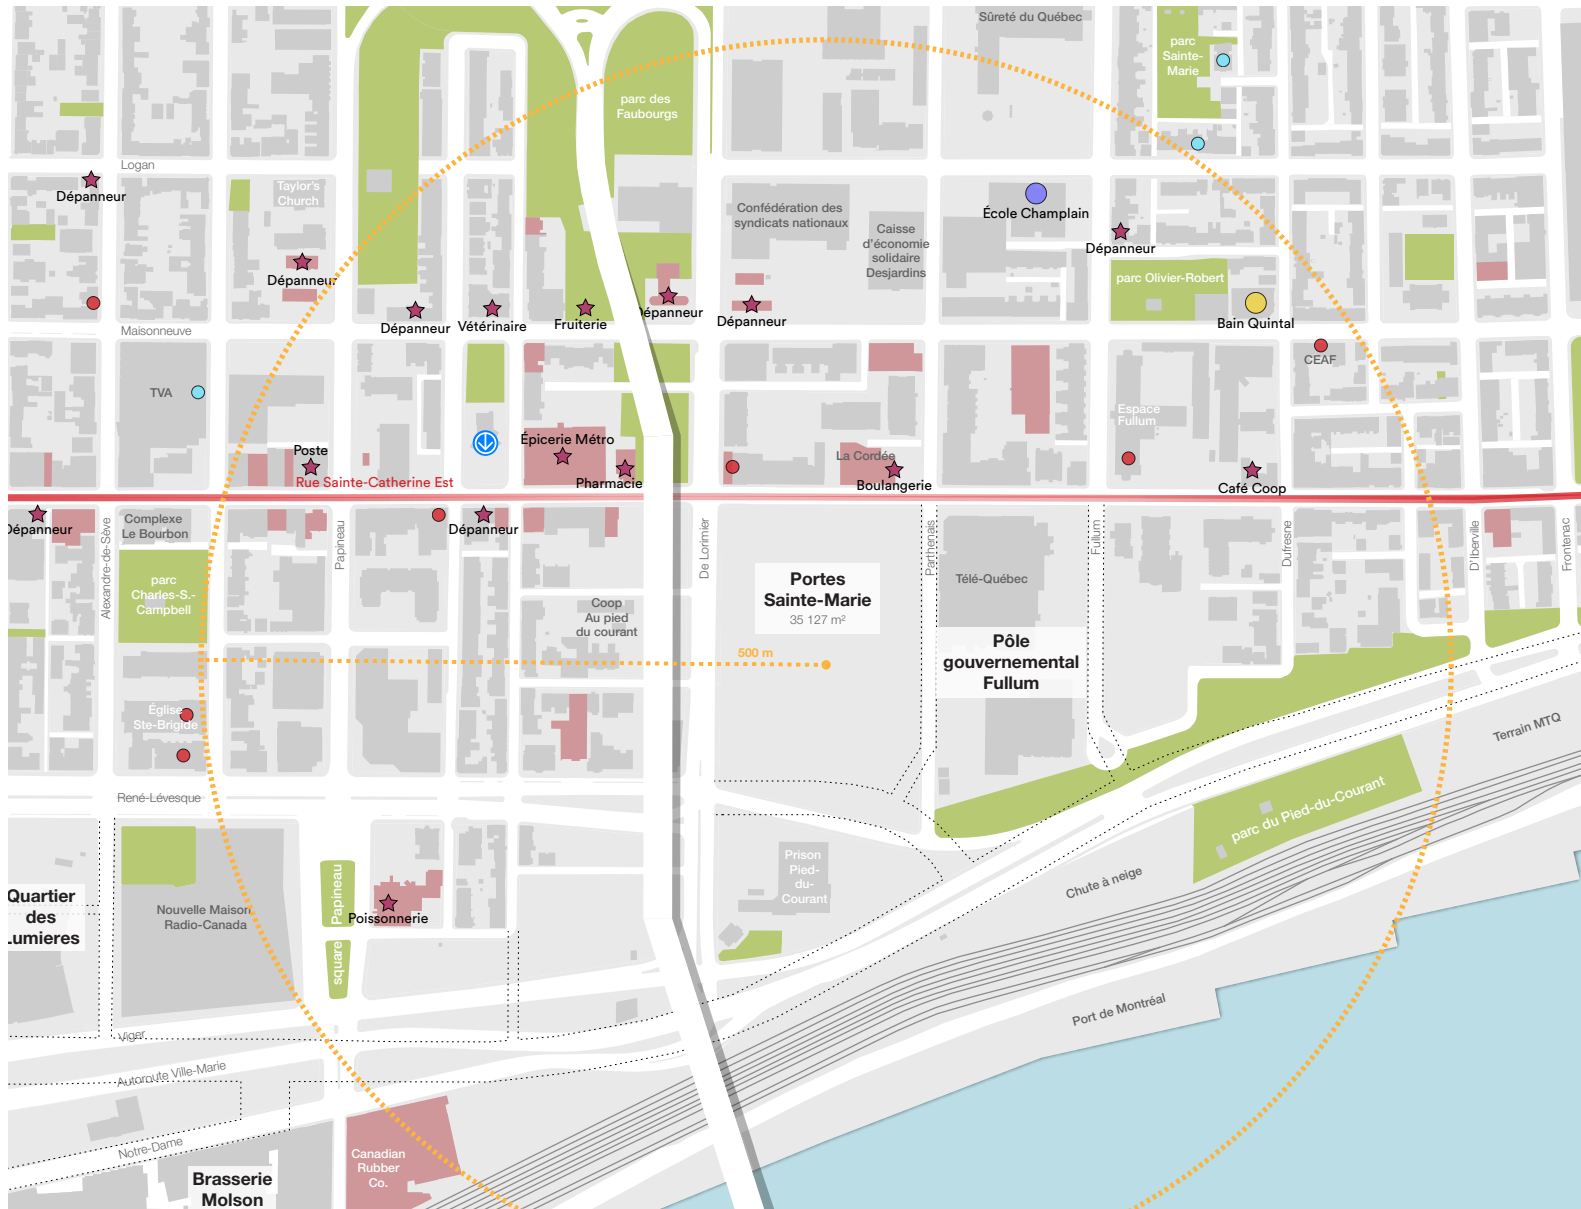 Sûreté du Québec
parc
Sainte-
Marie
parc des
Faubourgs
Logan
Dépanneur
Taylor's
Church
Dépanneur
Confédération des
syndicats nationaux
Caisse
d'économie
solidaire
Desjardins
École Champlain
Dépanneur
parc Olivier-Robert
Bain Quintal
Maisonneuve
Dépanneur
Vétérinaire
Fruiterie
Dépanneur
Dépanneur
CEAF
TVA
Poste
Épicerie Métro
Pharmacie
La Cordée
Boulangerie
Espace
Fullum
Café Coop
Rue Sainte-Catherine Est
Dépanneur
Alexandre-de-Sève
Complexe
Le Bourbon
Papineau
Dépanneur
De Lorimier
Parthenais
Fullum
Dufresne
D'Iberville
Frontenac
parc
Charles-S.-
Campbell
Coop
Au pied
du courant
Portes
Sainte-Marie
35 127 m²
Télé-Québec
Pôle
gouvernemental
Fullum
500 m
Église
Ste-Brigide
Terrain MTQ
René-Lévesque
parc du Pied-du-Courant
Prison
Pied-
du-
Courant
Chute à neige
Quartier
des
Lumieres
Nouvelle Maison
Radio-Canada
square Papineau
Poissonnerie
Port de Montréal
Viger
Autoroute Ville-Marie
Notre-Dame
Canadian
Rubber
Co.
Brasserie
Molson